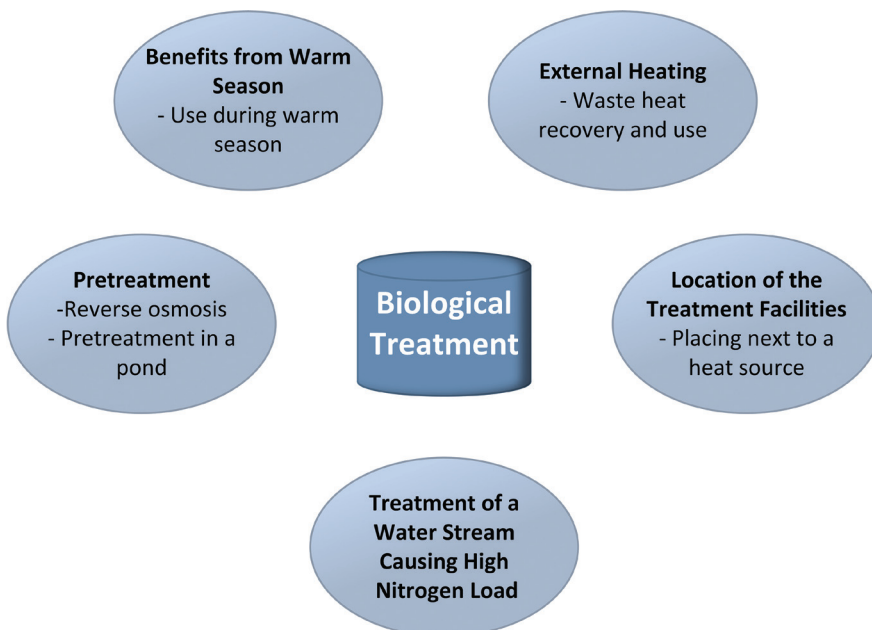 Benefits from Warm
Season
- Use during warm
season
External Heating
- Waste heat
recovery and use
Pretreatment
-Reverse osmosis
- Pretreatment in a
pond
Biological
Treatment
Location of the
Treatment Facilities
- Placing next to a
heat source
Treatment of a
Water Stream
Causing High
Nitrogen Load